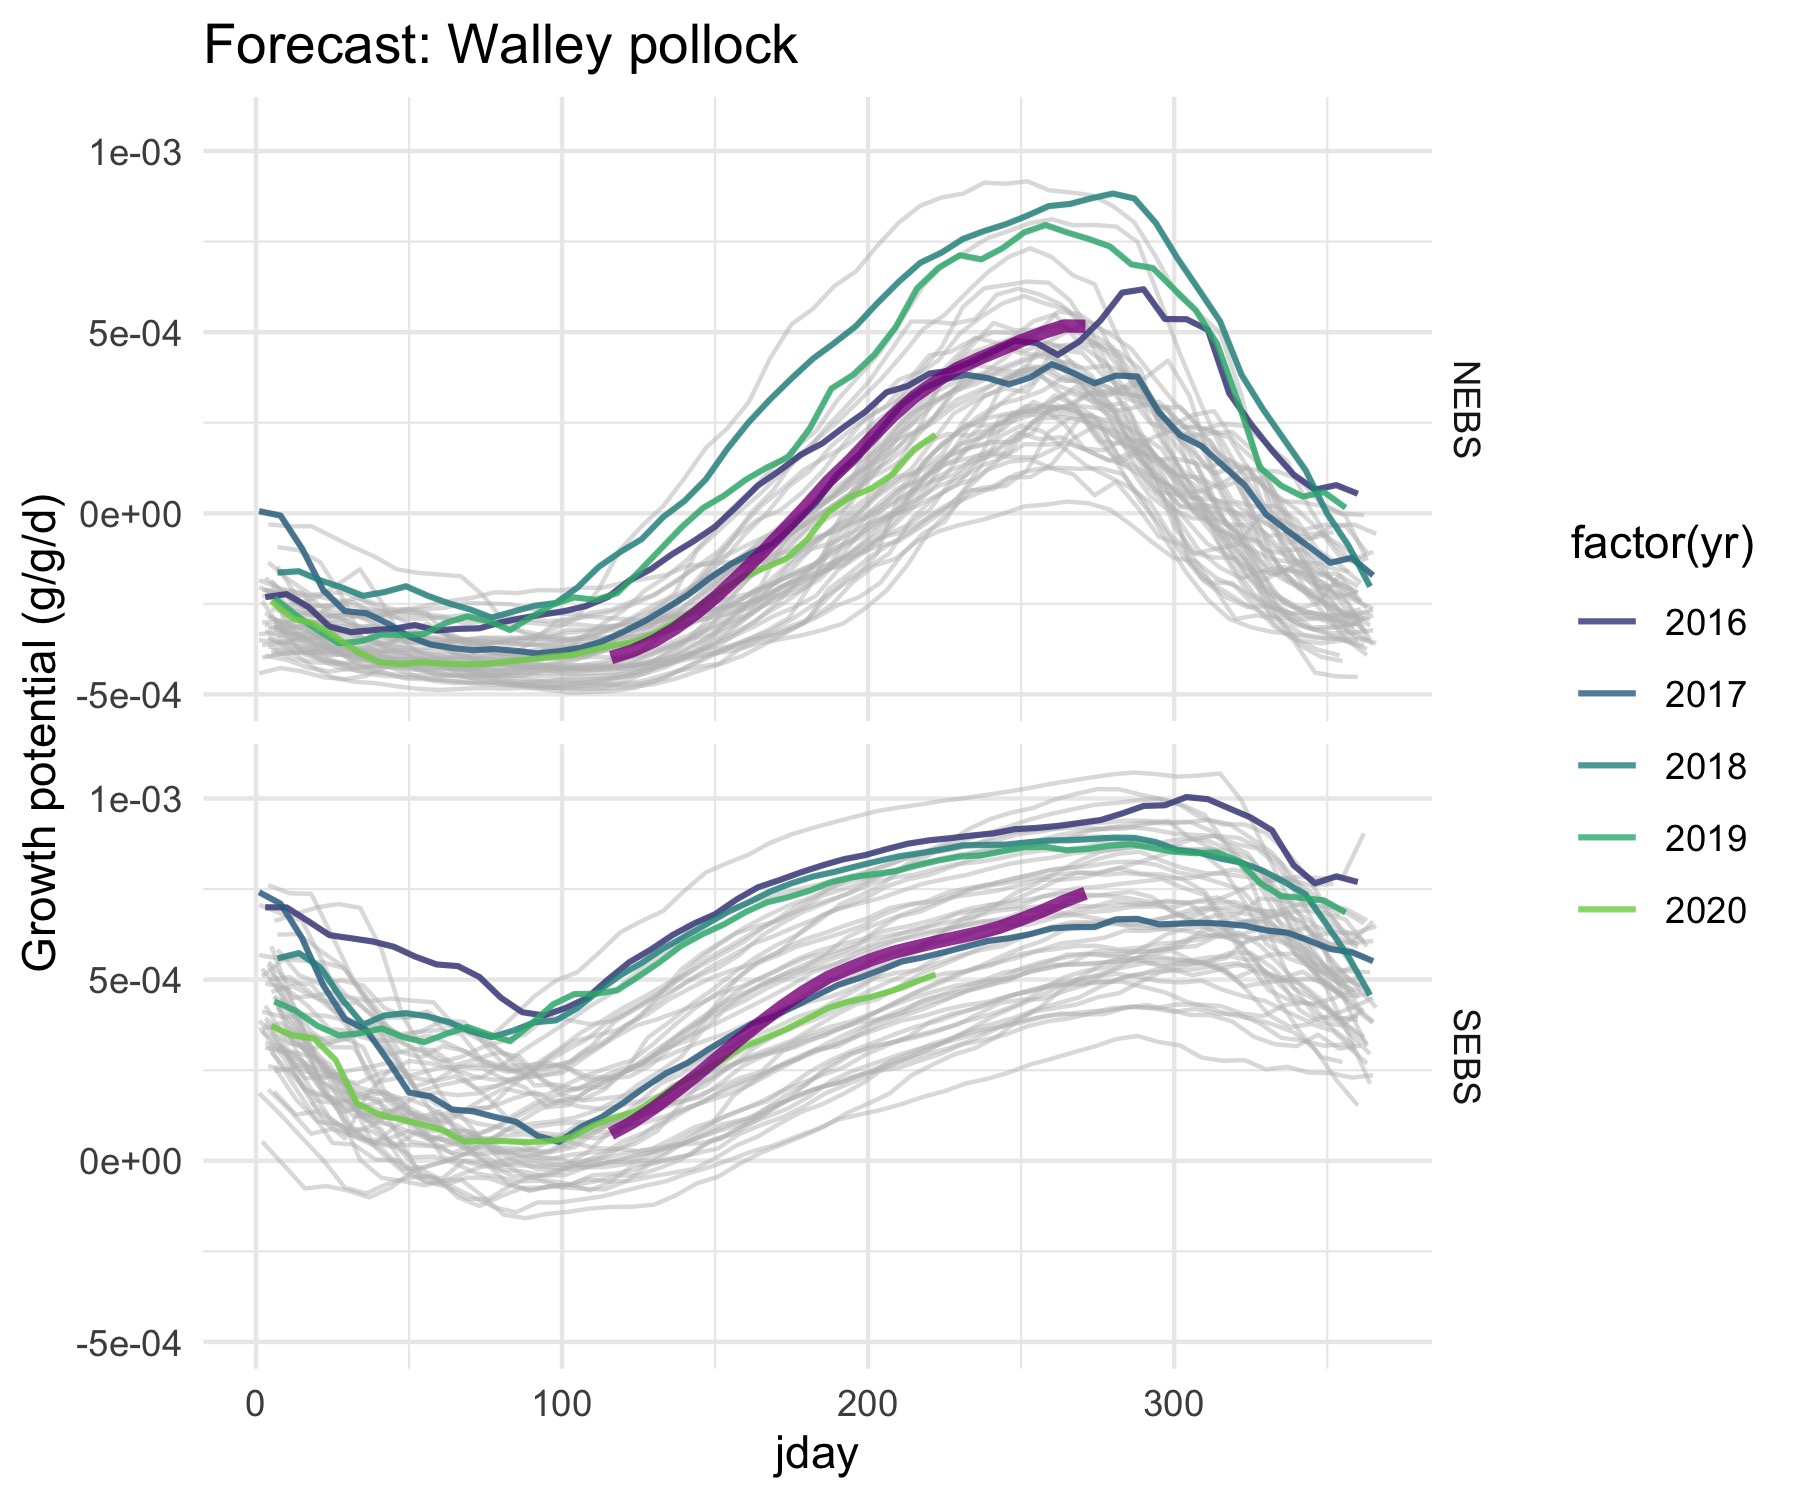 Forecast: Walley pollock
Growth potential (g/g/d)
1e-03
5e-04
0e+00
-5e-04
NEBS
1e-03
5e-04
0e+00
-5e-04
SEBS
0
100
200
300
jday
factor(yr)
2016
2017
2018
2019
2020